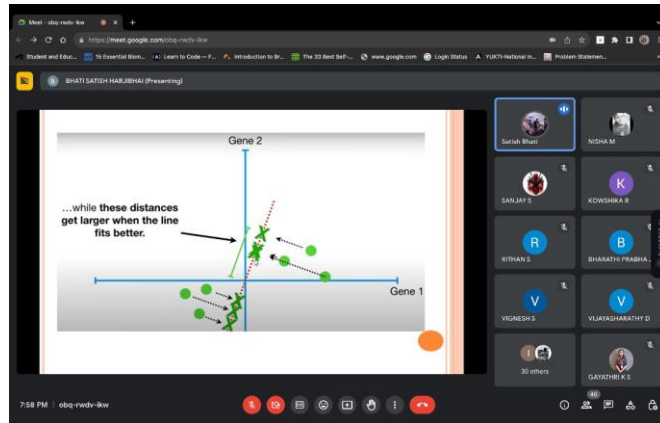 Meet - obq-rwdv-ikw
https://meet.google.com/obq-rwdv-ikw
Student and Educ... 15 Essential Biom... Learn to Code — F... Introduction to Br... The 33 Best Self-... www.google.com Login Status YUKTI-National In... Problem Statemen...
BHATI SATISH HARJIBHAI (Presenting)
Gene 2
...while these distances
get larger when the line
fits better.
Gene 1
Satish Bhati
NISHA M
SANJAY S
K
KOWSHIKA R
R
RITHAN S
B
BHARATHI PRABHA
V
VIGNESH S
V
VIJAYASHARATHY D
I
30 others
GAYATHRI K S
7:58 PM | obq-rwdv-ikw
40